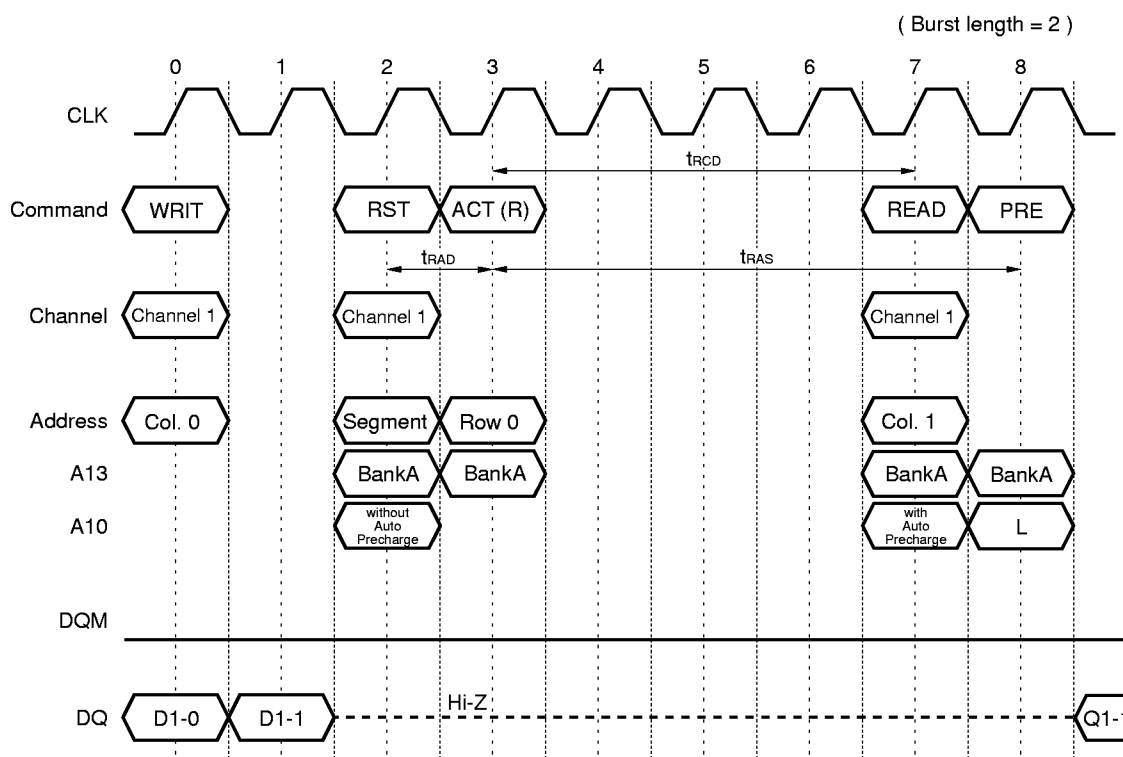 ( Burst length = 2 )
0 1 2 3 4 5 6 7 8
CLK
tRCD
Command WRIT RST ACT (R) READ PRE
tRAD tRAS
Channel Channel 1 Channel 1 Channel 1
Address Col. 0 Segment Row 0 Col. 1
A13 BankA BankA BankA BankA
A10 without Auto Precharge with Auto Precharge L
DQM
Hi-Z
DQ D1-0 D1-1 Q1-1